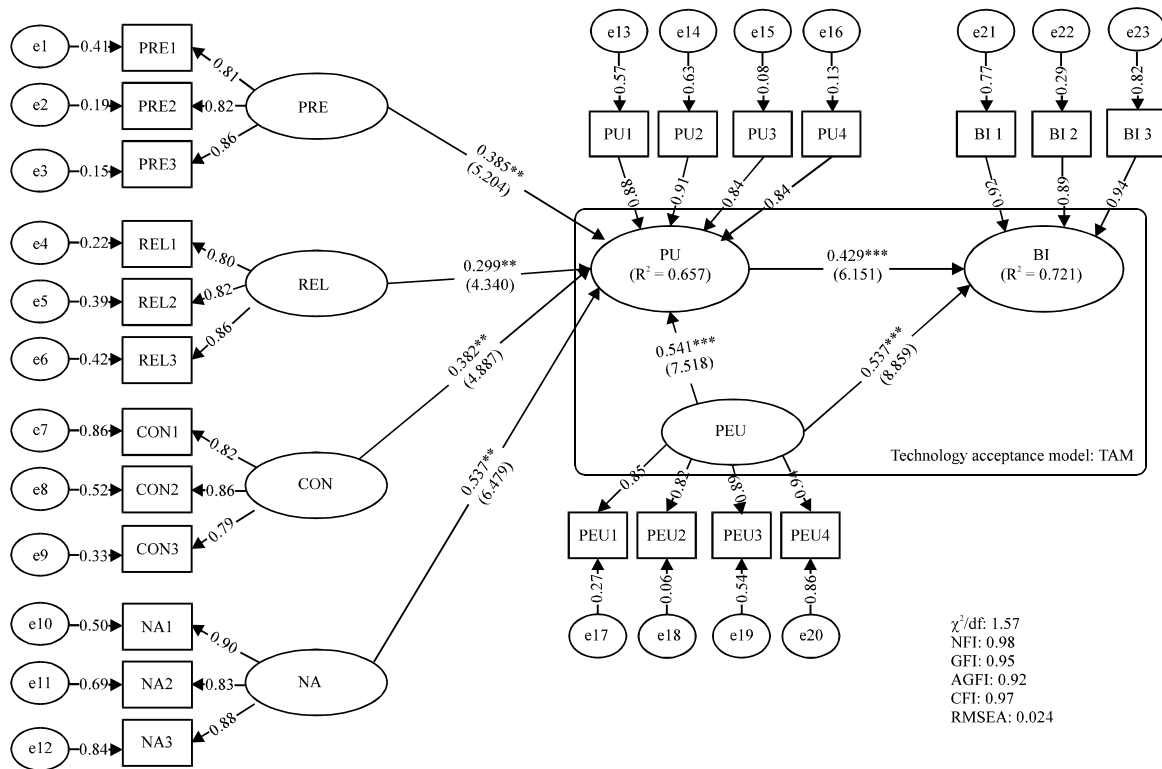 e1
0.41
PRE1
0.81
e2
0.19
PRE2
0.82
PRE
e3
0.15
PRE3
0.86
0.385**
(5.204)
e4
0.22
REL1
0.80
e5
0.39
REL2
0.82
REL
e6
0.42
REL3
0.86
0.299**
(4.340)
e7
0.86
CON1
0.82
e8
0.52
CON2
0.86
CON
e9
0.33
CON3
0.79
0.382**
(4.887)
e10
0.50
NA1
0.90
e11
0.69
NA2
0.83
NA
e12
0.84
NA3
0.88
0.537**
(6.479)
e13
e14
e15
e16
0.57
0.63
0.08
0.13
PU1
PU2
PU3
PU4
0.88
0.91
0.84
0.84
PU
(R² = 0.657)
e21
e22
e23
0.77
0.29
0.82
BI 1
BI 2
BI 3
0.92
0.89
0.94
BI
(R² = 0.721)
0.429***
(6.151)
0.541***
(7.518)
0.537***
(8.859)
PEU
Technology acceptance model: TAM
0.85
0.82
0.89
0.94
PEU1
PEU2
PEU3
PEU4
0.27
0.06
0.54
0.86
e17
e18
e19
e20
χ²/df: 1.57
NFI: 0.98
GFI: 0.95
AGFI: 0.92
CFI: 0.97
RMSEA: 0.024